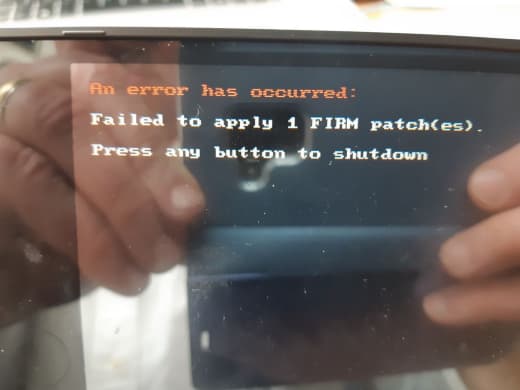 An error has occurred:
Failed to apply 1 FIRM patch(es).
Press any button to shutdown